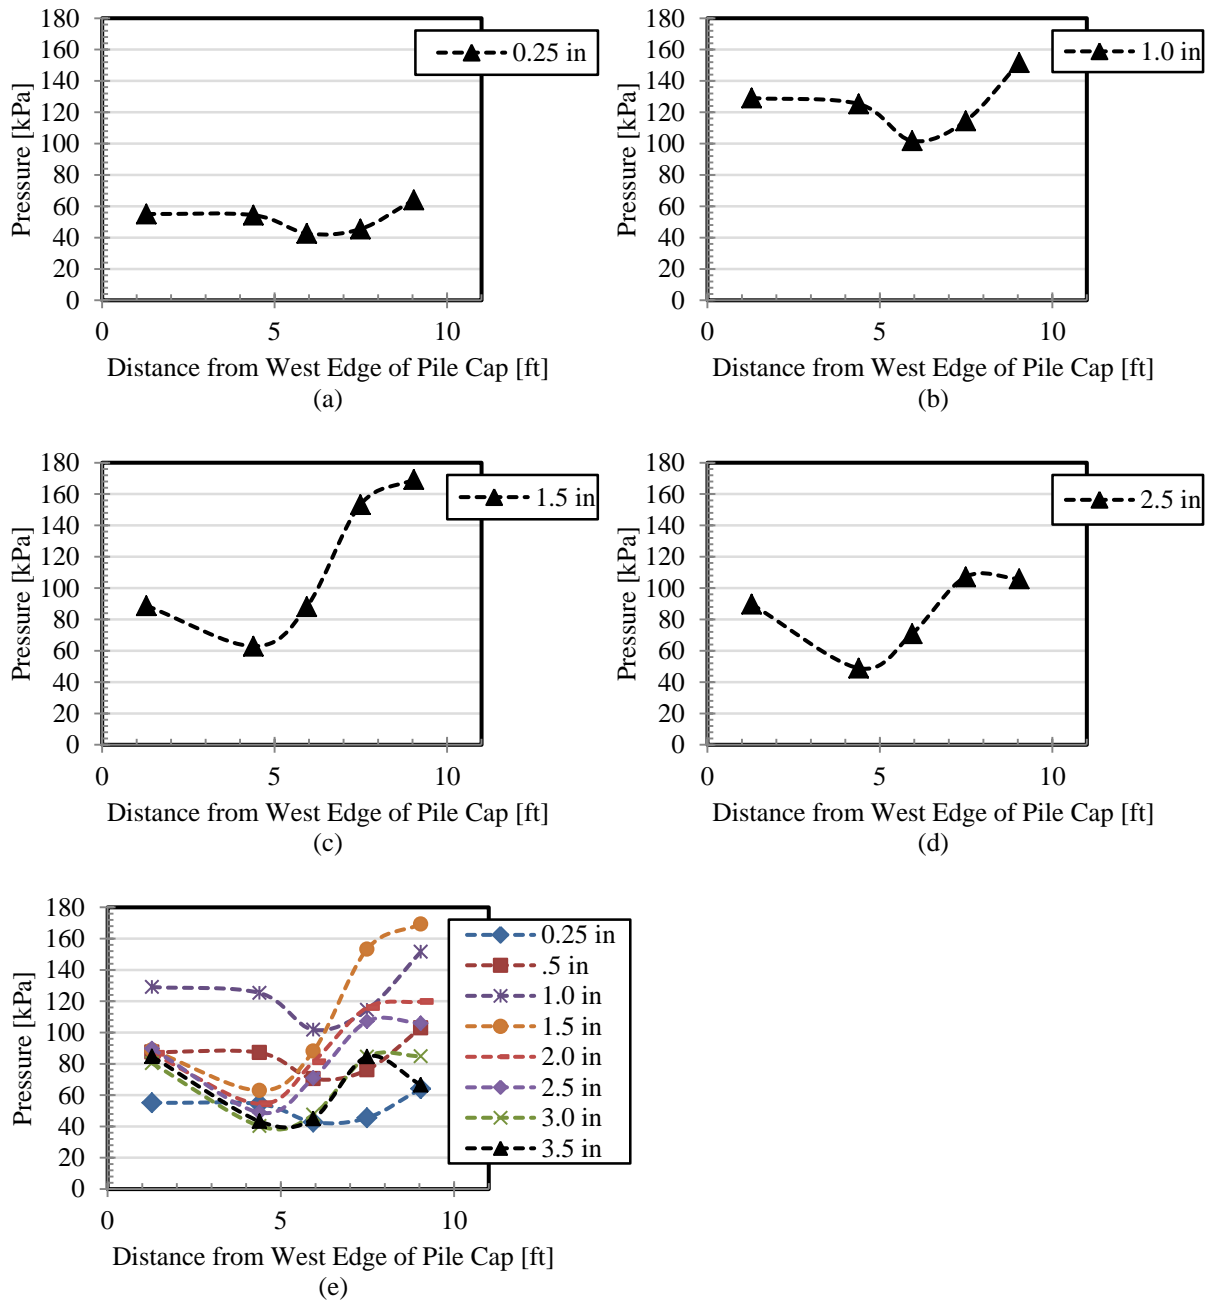 180
160
140
120
100
80
60
40
20
0
Pressure [kPa]
0 5 10
Distance from West Edge of Pile Cap [ft]
(a)
0.25 in
180
160
140
120
100
80
60
40
20
0
Pressure [kPa]
0 5 10
Distance from West Edge of Pile Cap [ft]
(b)
1.0 in
180
160
140
120
100
80
60
40
20
0
Pressure [kPa]
0 5 10
Distance from West Edge of Pile Cap [ft]
(c)
1.5 in
180
160
140
120
100
80
60
40
20
0
Pressure [kPa]
0 5 10
Distance from West Edge of Pile Cap [ft]
(d)
2.5 in
180
160
140
120
100
80
60
40
20
0
Pressure [kPa]
0 5 10
Distance from West Edge of Pile Cap [ft]
(e)
0.25 in
.5 in
1.0 in
1.5 in
2.0 in
2.5 in
3.0 in
3.5 in